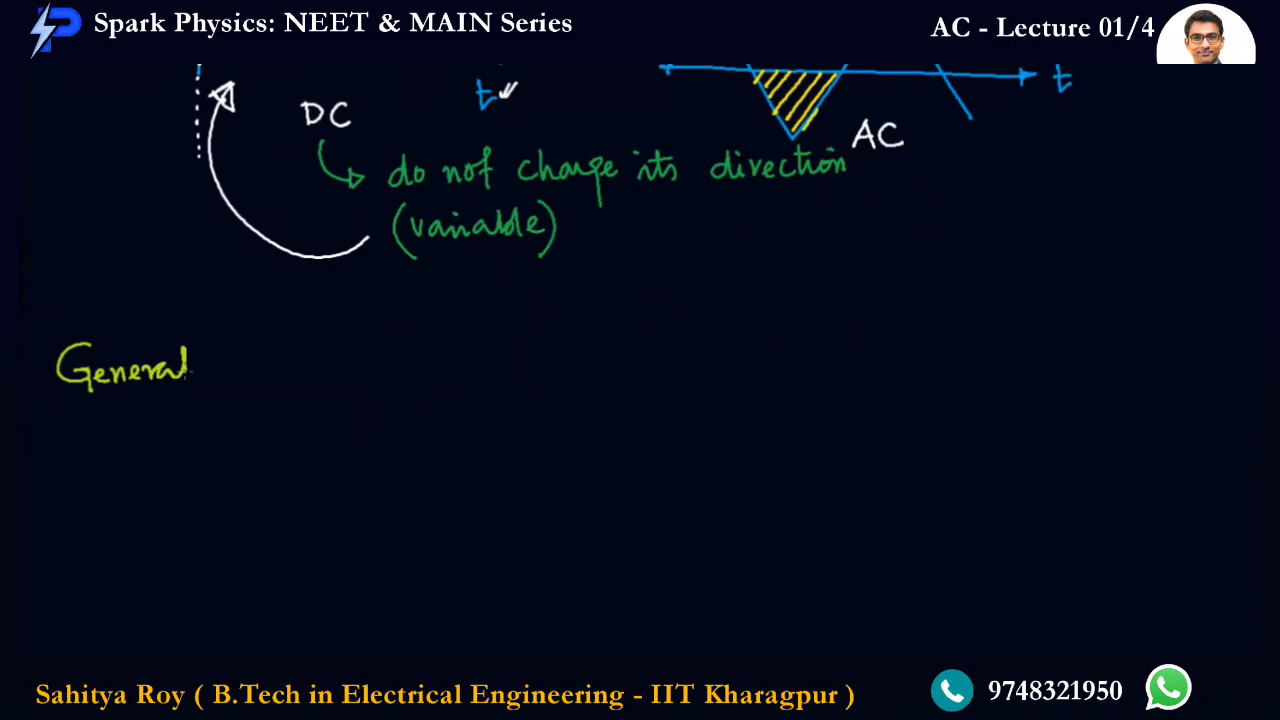 Spark Physics: NEET & MAIN Series
AC - Lecture 01/4
t
t
DC
AC
do not change its direction
(variable)
General
Sahitya Roy ( B.Tech in Electrical Engineering - IIT Kharagpur )
9748321950